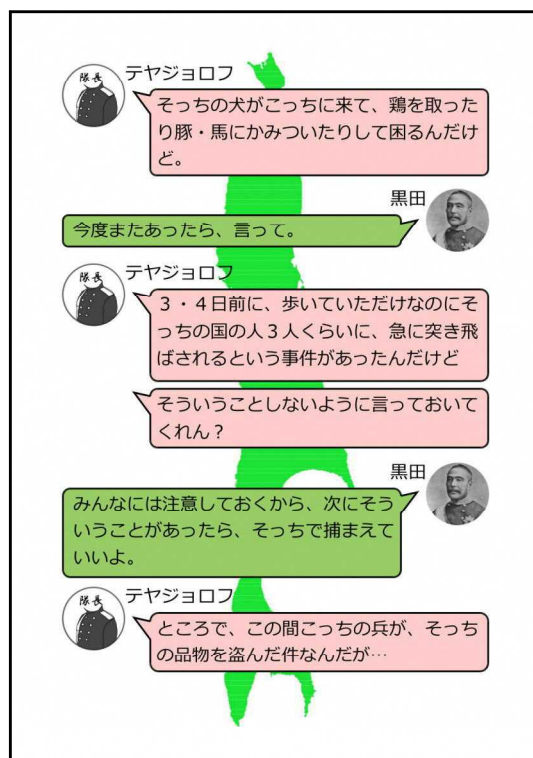 テヤジョロフ
隊長
そっちの犬がこっちに来て、鶏を取った
り豚・馬にかみついたりして困るんだけ
ど。
黒田
今度またあったら、言って。
テヤジョロフ
隊長
３・４日前に、歩いていただけなのにそ
っちの国の人３人くらいに、急に突き飛
ばされるという事件があったんだけど
そういうことしないように言っておいて
くれん？
黒田
みんなには注意しておくから、次にそう
いうことがあったら、そっちで捕まえて
いいよ。
テヤジョロフ
隊長
ところで、この間こっちの兵が、そっち
の品物を盗んだ件なんだが…